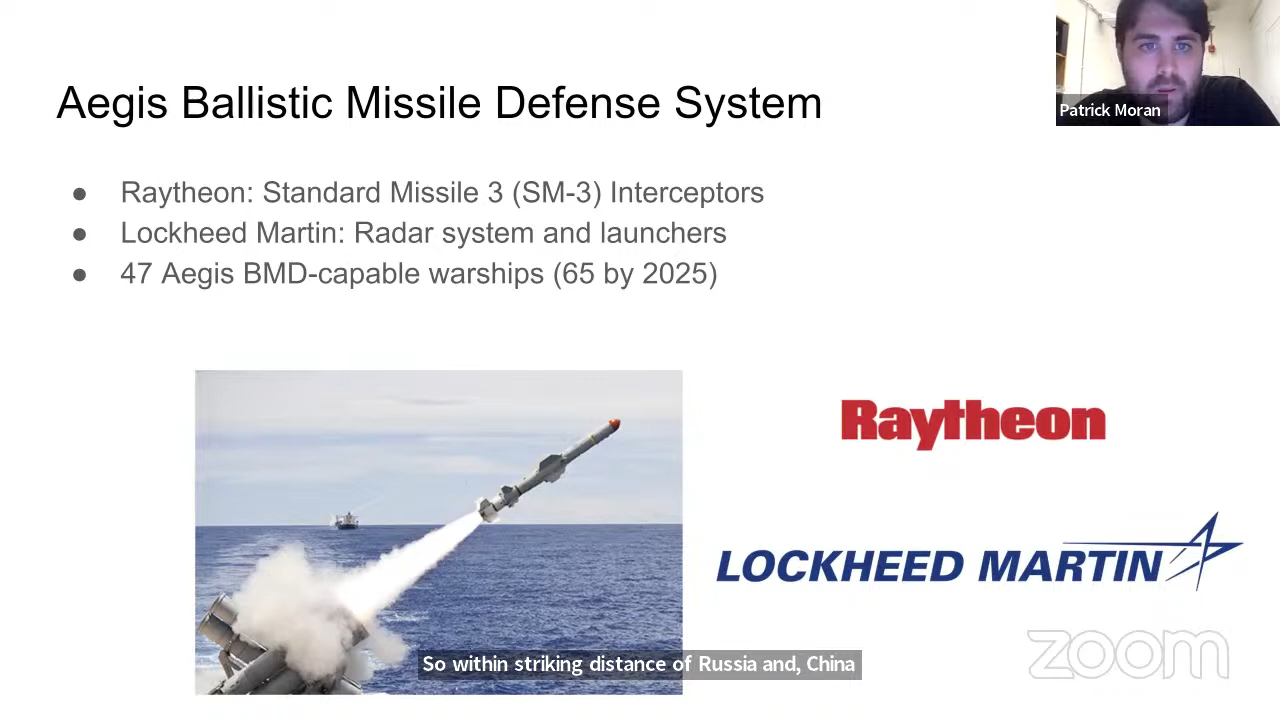 Aegis Ballistic Missile Defense System
Patrick Moran
● Raytheon: Standard Missile 3 (SM-3) Interceptors
● Lockheed Martin: Radar system and launchers
● 47 Aegis BMD-capable warships (65 by 2025)
Raytheon
LOCKHEED MARTIN
zoom
So within striking distance of Russia and, China